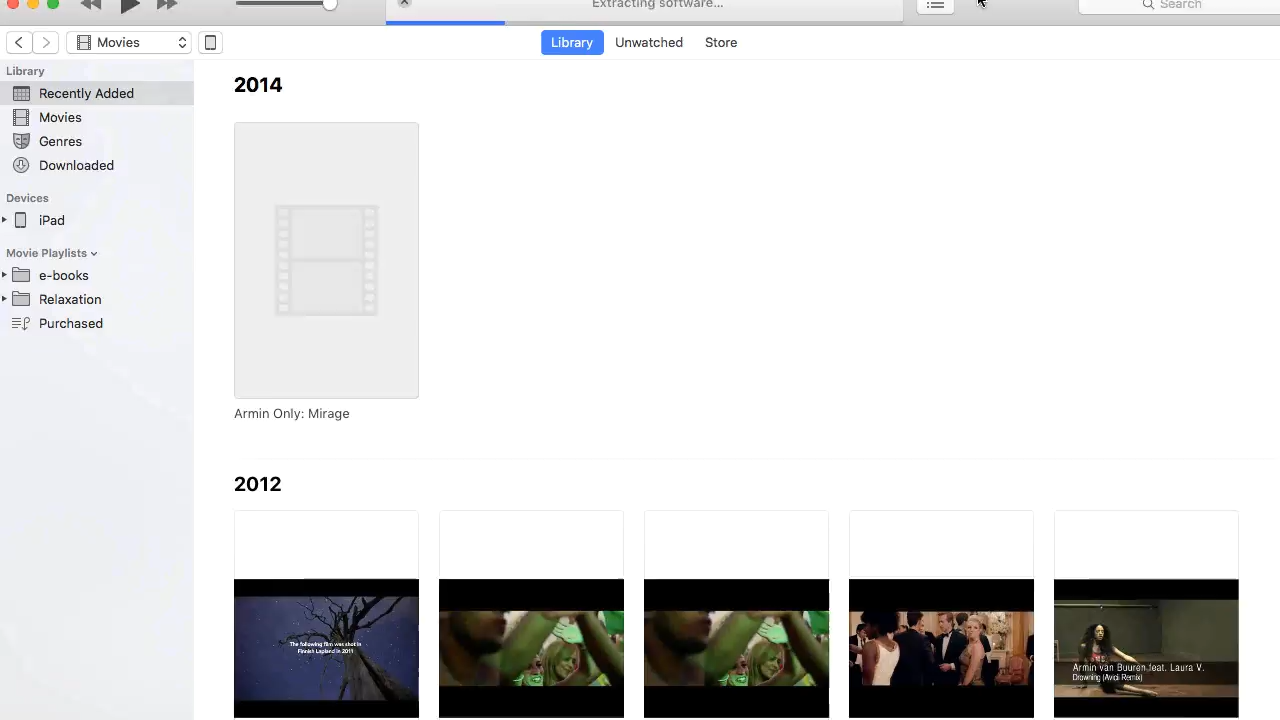 Extracting software...
Search
Movies
Library
Unwatched
Store
Library
Recently Added
Movies
Genres
Downloaded
Devices
iPad
Movie Playlists
e-books
Relaxation
Purchased
2014
Armin Only: Mirage
2012
The following film was shot in
Finnish Lapland in 2011
Armin van Buuren feat. Laura V.
Drowning (Avicii Remix)